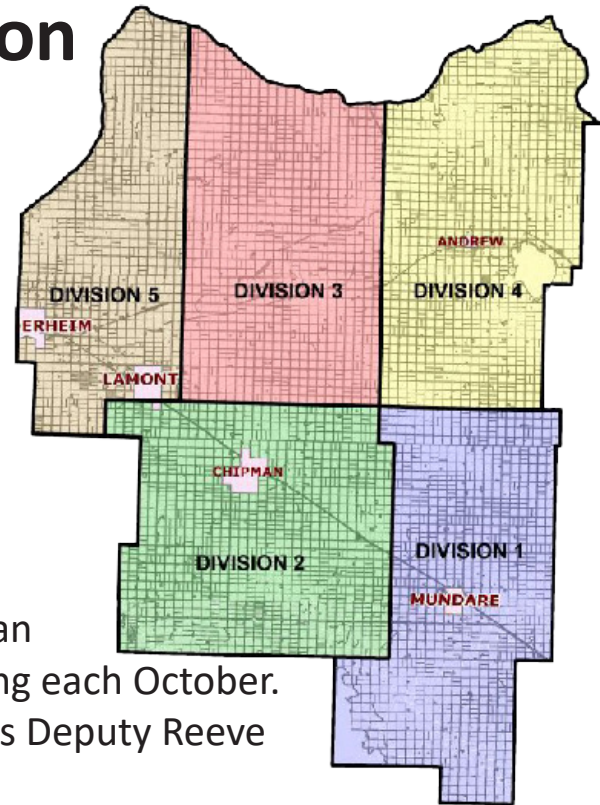 on
ANDREW
DIVISION 5
DIVISION 3
DIVISION 4
ERHEIM
LAMONT
CHIPMAN
DIVISION 1
DIVISION 2
MUNDARE
an
ng each October.
s Deputy Reeve